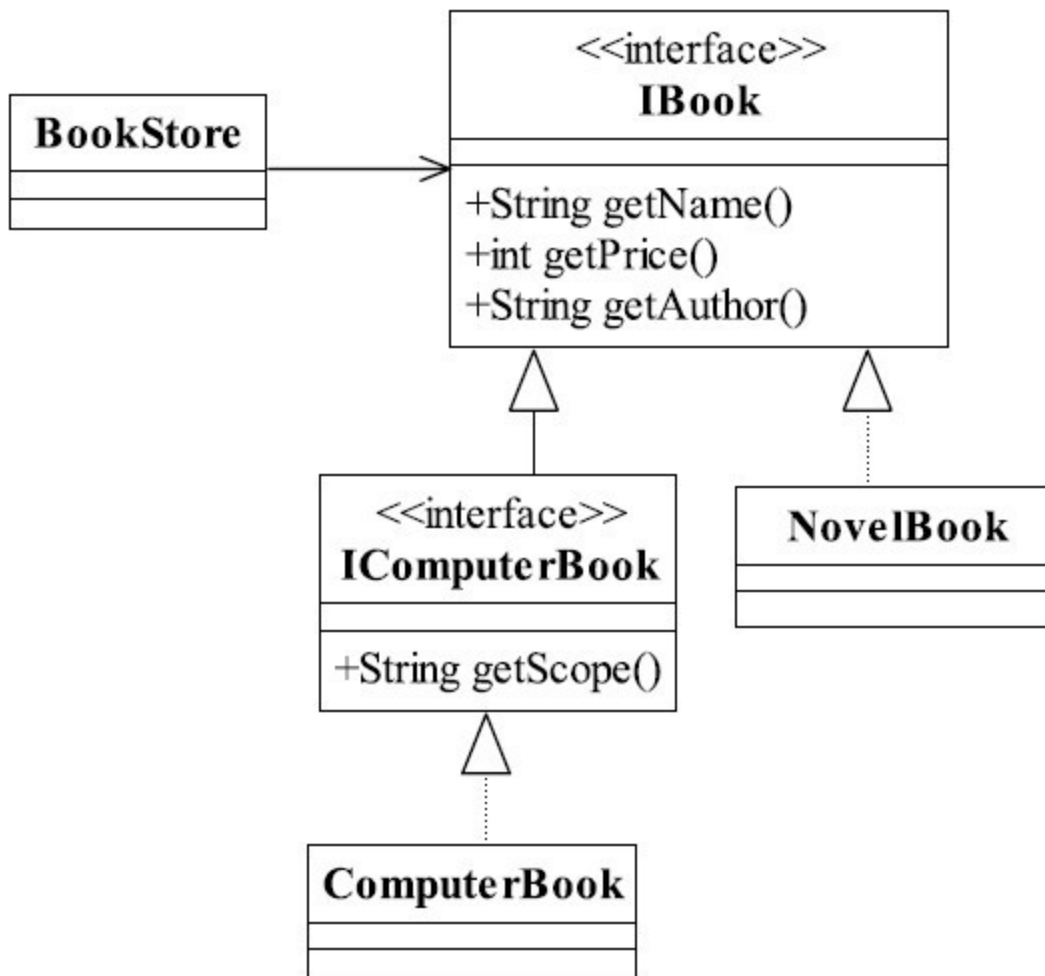 <<interface>>
IBook
BookStore
+String getName()
+int getPrice()
+String getAuthor()
<<interface>>
IComputerBook
NovelBook
+String getScope()
ComputerBook